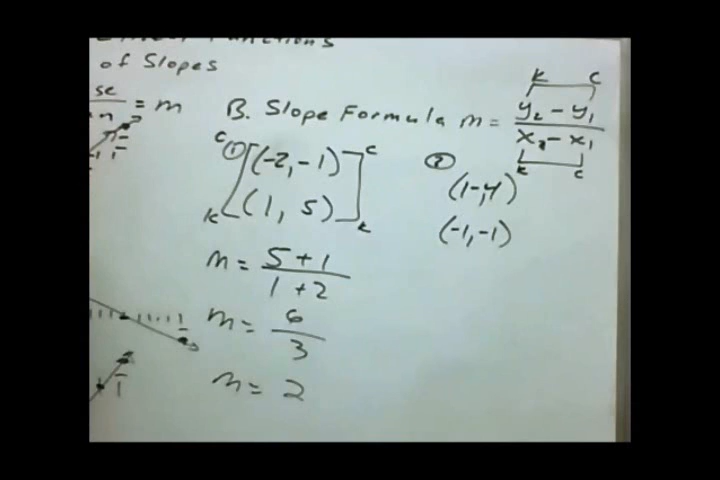 Functions
of Slopes
= m
B. Slope Formula m = y₂ - y₁ / x₂ - x₁
K C
K C
① (-2, -1)
(1, 5)
C C
K K
② (1-,4)
(-1, -1)
m = 5 + 1 / 1 + 2
m = 6 / 3
m = 2